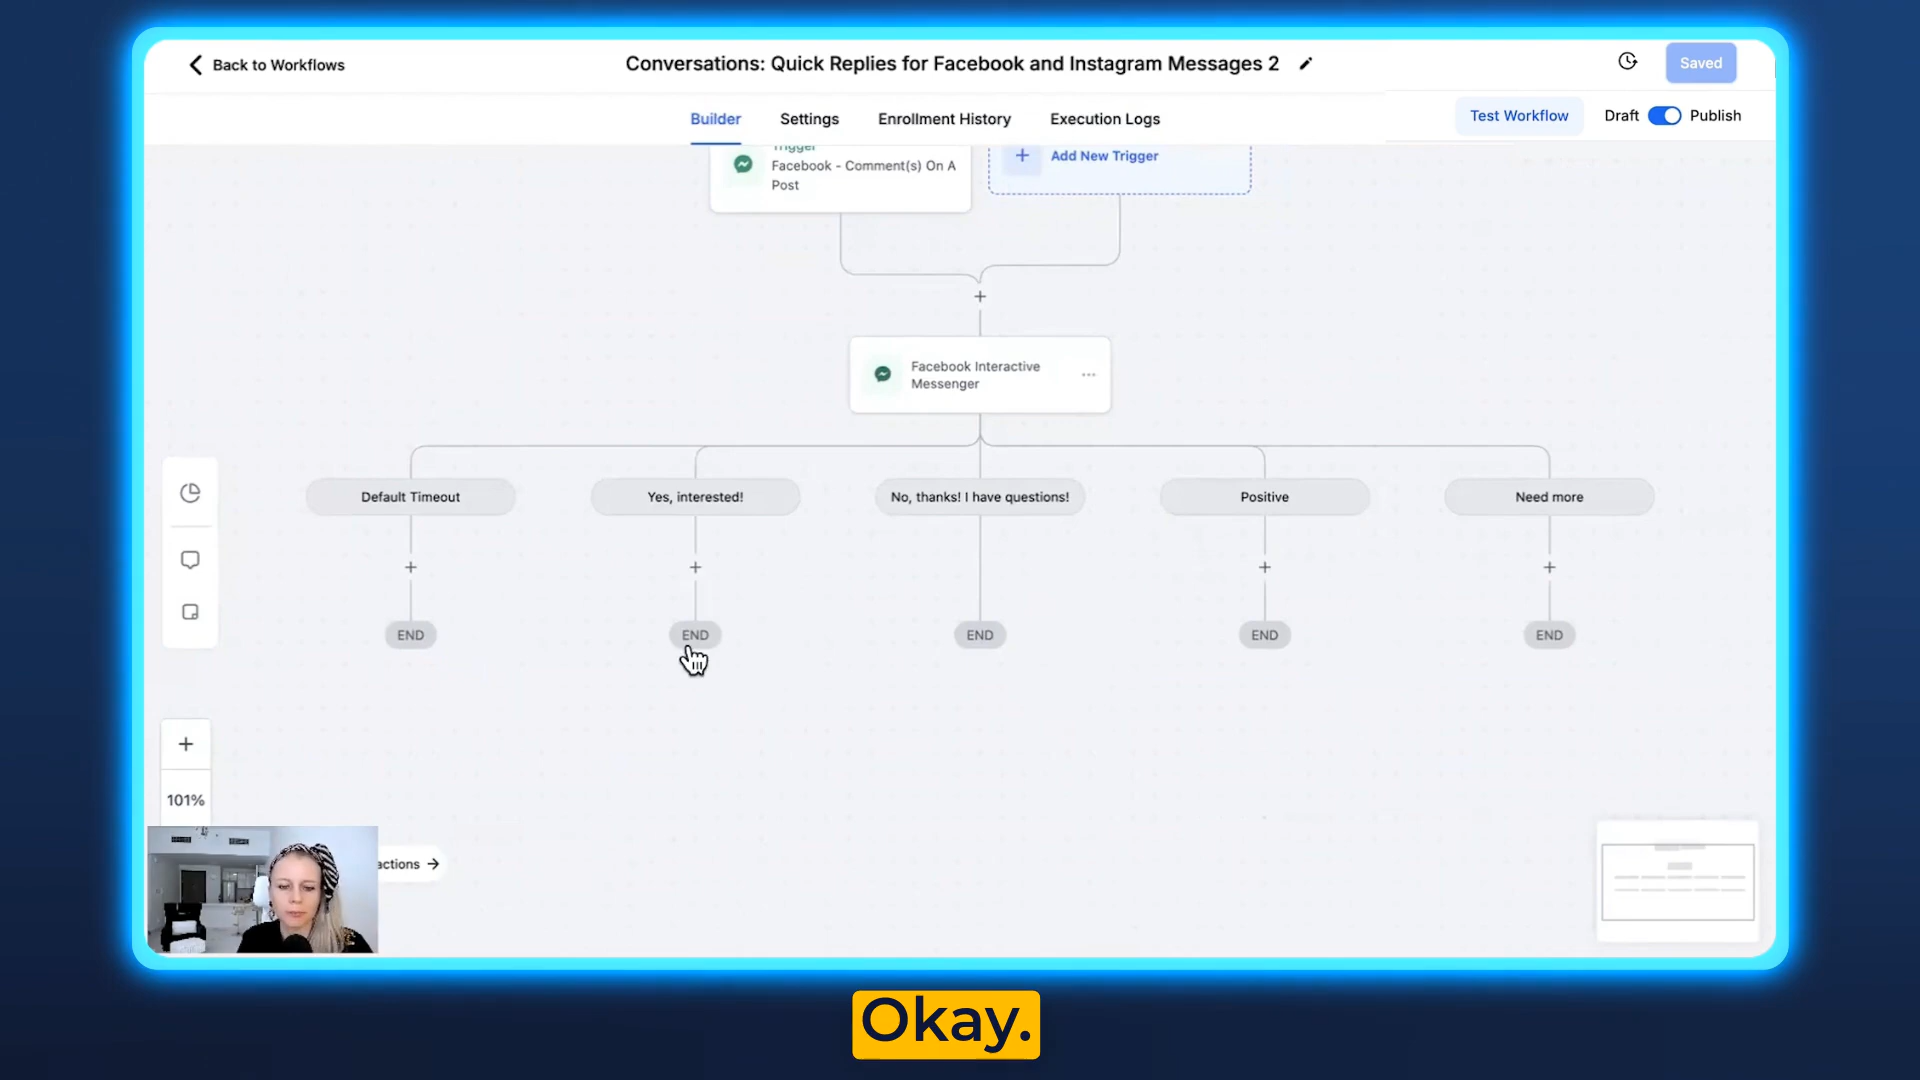 Back to Workflows
Conversations: Quick Replies for Facebook and Instagram Messages 2
Saved
Builder
Settings
Enrollment History
Execution Logs
Test Workflow
Draft
Publish
Trigger
Facebook - Comment(s) On A
Post
Add New Trigger
Facebook Interactive
Messenger
Default Timeout
Yes, interested!
No, thanks! I have questions!
Positive
Need more
END
END
END
END
END
101%
actions
Okay.